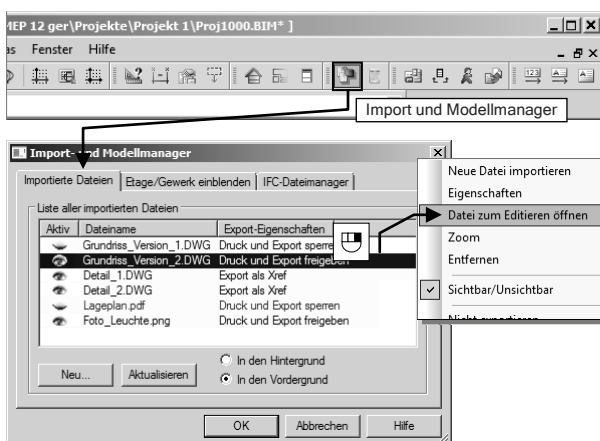 MEP 12 ger\Projekte\Projekt 1\Proj1000.BIM* ]
as Fenster Hilfe
Import und Modellmanager
Import- und Modellmanager
Importierte Dateien Etage/Gewerk einblenden IFC-Dateimanager
Liste aller importierten Dateien
Aktiv Dateiname Export-Eigenschaften
Grundriss_Version_1.DWG Druck und Export sperre
Grundriss_Version_2.DWG Druck und Export freigeben
Detail_1.DWG Export als Xref
Detail_2.DWG Export als Xref
Lageplan.pdf Druck und Export sperren
Foto_Leuchte.png Druck und Export freigeben
Neu... Aktualisieren
In den Hintergrund
In den Vordergrund
OK Abbrechen Hilfe
Neue Datei importieren
Eigenschaften
Datei zum Editieren öffnen
Zoom
Entfernen
Sichtbar/Unsichtbar
Nicht exportieren